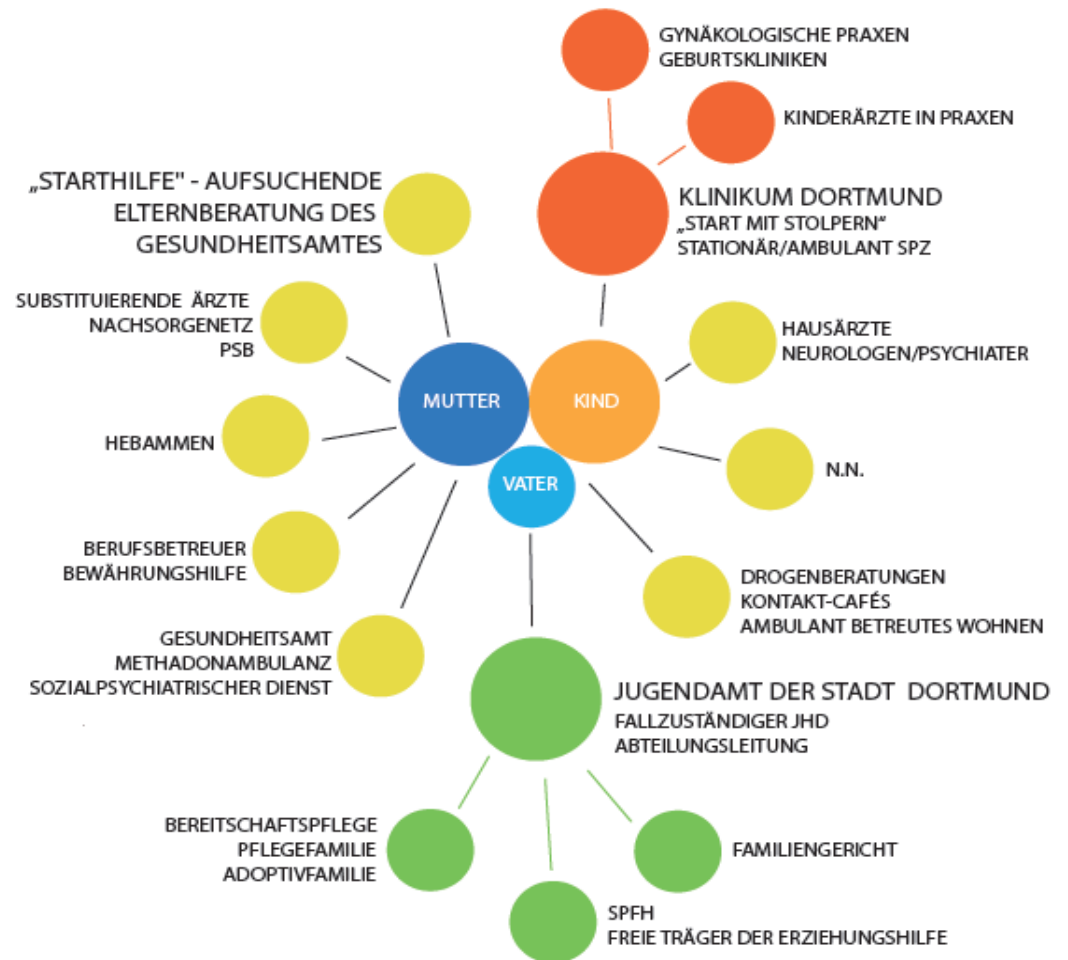 GYNÄKOLOGISCHE PRAXEN
GEBURTSKLINIKEN
KINDERÄRZTE IN PRAXEN
„STARTHILFE" - AUFSUCHENDE
ELTERNBERATUNG DES
GESUNDHEITSAMTES
KLINIKUM DORTMUND
„START MIT STOLPERN“
STATIONÄR/AMBULANT SPZ
SUBSTITUIERENDE ÄRZTE
NACHSORGENETZ
PSB
HAUSÄRZTE
NEUROLOGEN/PSYCHIATER
MUTTER
KIND
HEBAMMEN
VATER
N.N.
BERUFSBETREUER
BEWÄHRUNGSHILFE
DROGENBERATUNGEN
KONTAKT-CAFÉS
AMBULANT BETREUTES WOHNEN
GESUNDHEITSAMT
METHADONAMBULANZ
SOZIALPSYCHIATRISCHER DIENST
JUGENDAMT DER STADT DORTMUND
FALLZUSTÄNDIGER JHD
ABTEILUNGSLEITUNG
BEREITSCHAFTSPFLEGE
PFLEGEFAMILIE
ADOPTIVFAMILIE
FAMILIENGERICHT
SPFH
FREIE TRÄGER DER ERZIEHUNGSHILFE